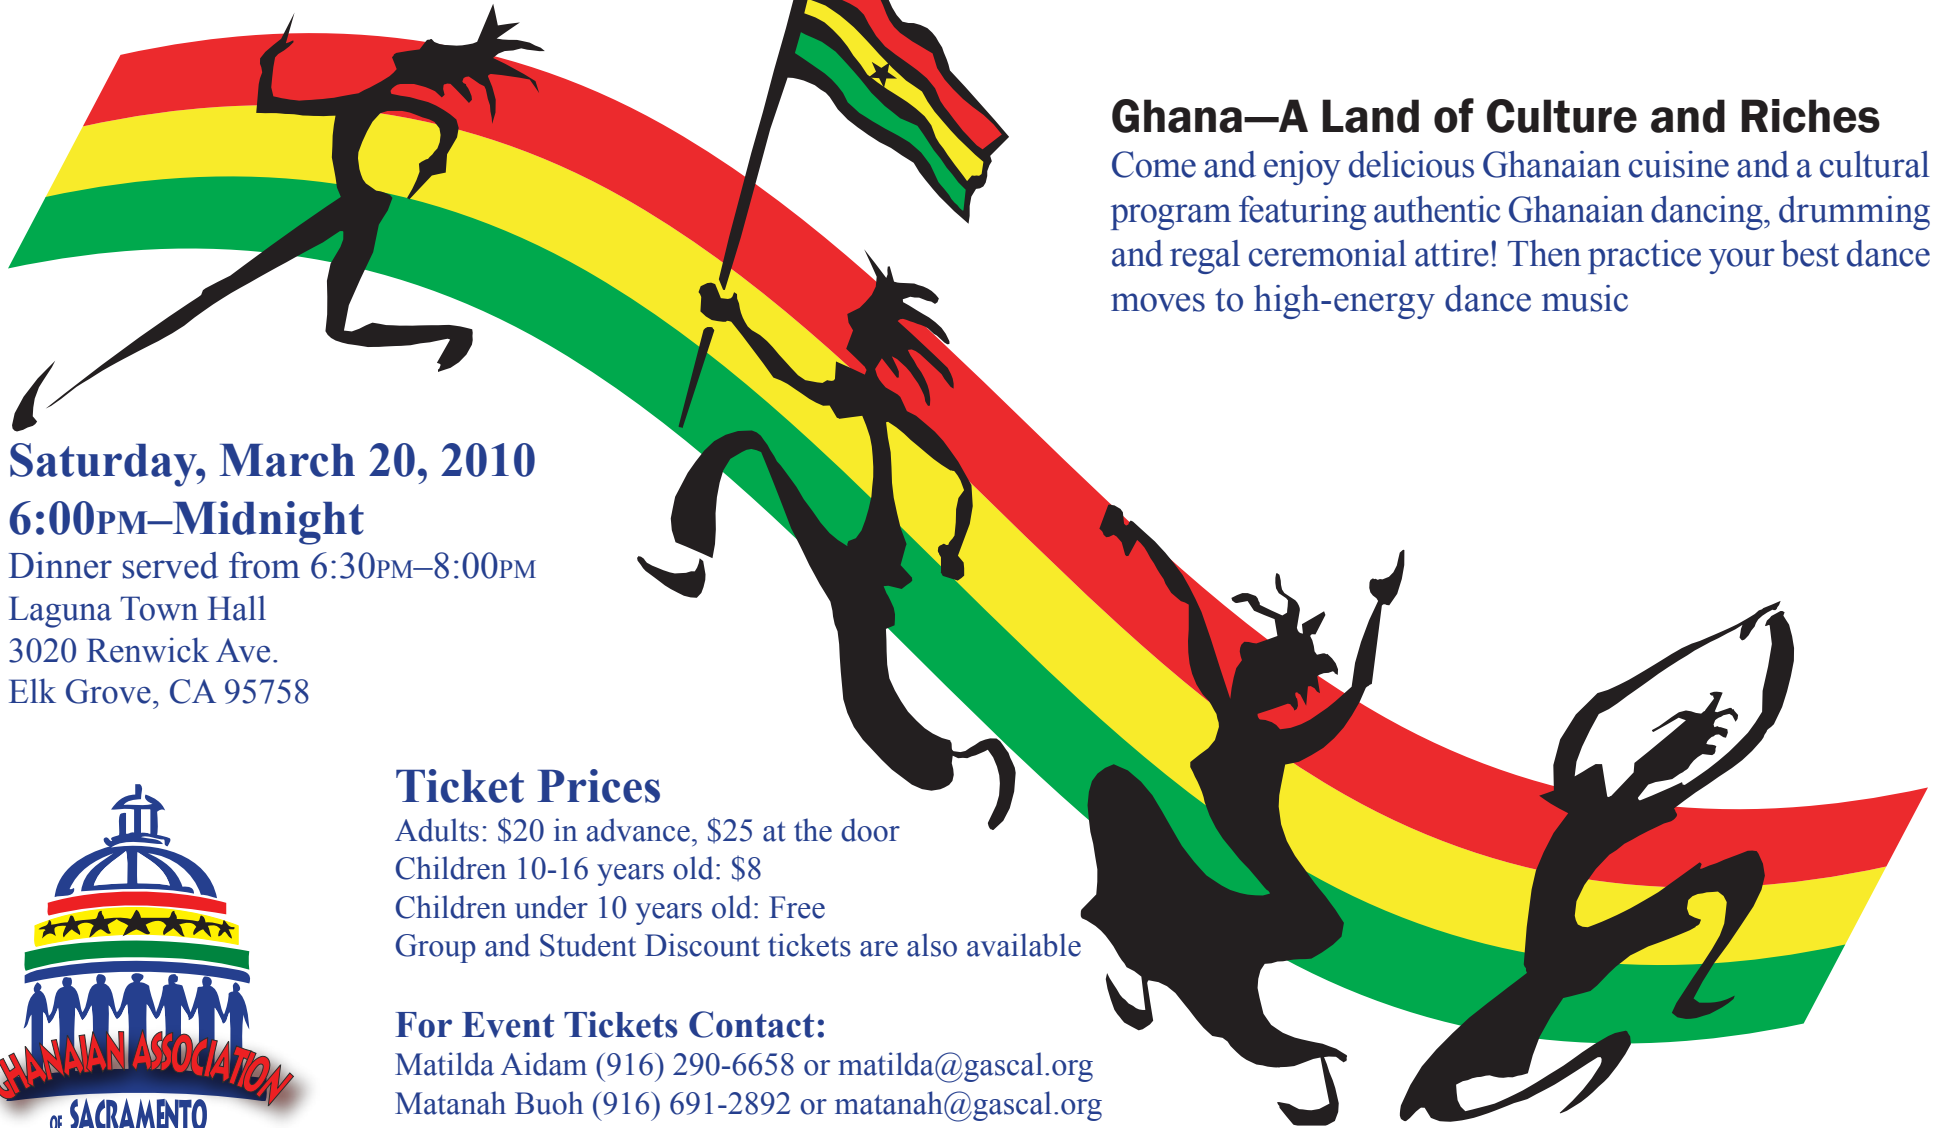 Ghana—A Land of Culture and Riches
Come and enjoy delicious Ghanaian cuisine and a cultural
program featuring authentic Ghanaian dancing, drumming
and regal ceremonial attire! Then practice your best dance
moves to high-energy dance music
Saturday, March 20, 2010
6:00PM–Midnight
Dinner served from 6:30PM–8:00PM
Laguna Town Hall
3020 Renwick Ave.
Elk Grove, CA 95758
Ticket Prices
Adults: $20 in advance, $25 at the door
Children 10-16 years old: $8
Children under 10 years old: Free
Group and Student Discount tickets are also available
For Event Tickets Contact:
Matilda Aidam (916) 290-6658 or matilda@gascal.org
Matanah Buoh (916) 691-2892 or matanah@gascal.org
GHANAIAN ASSOCIATION
OF SACRAMENTO